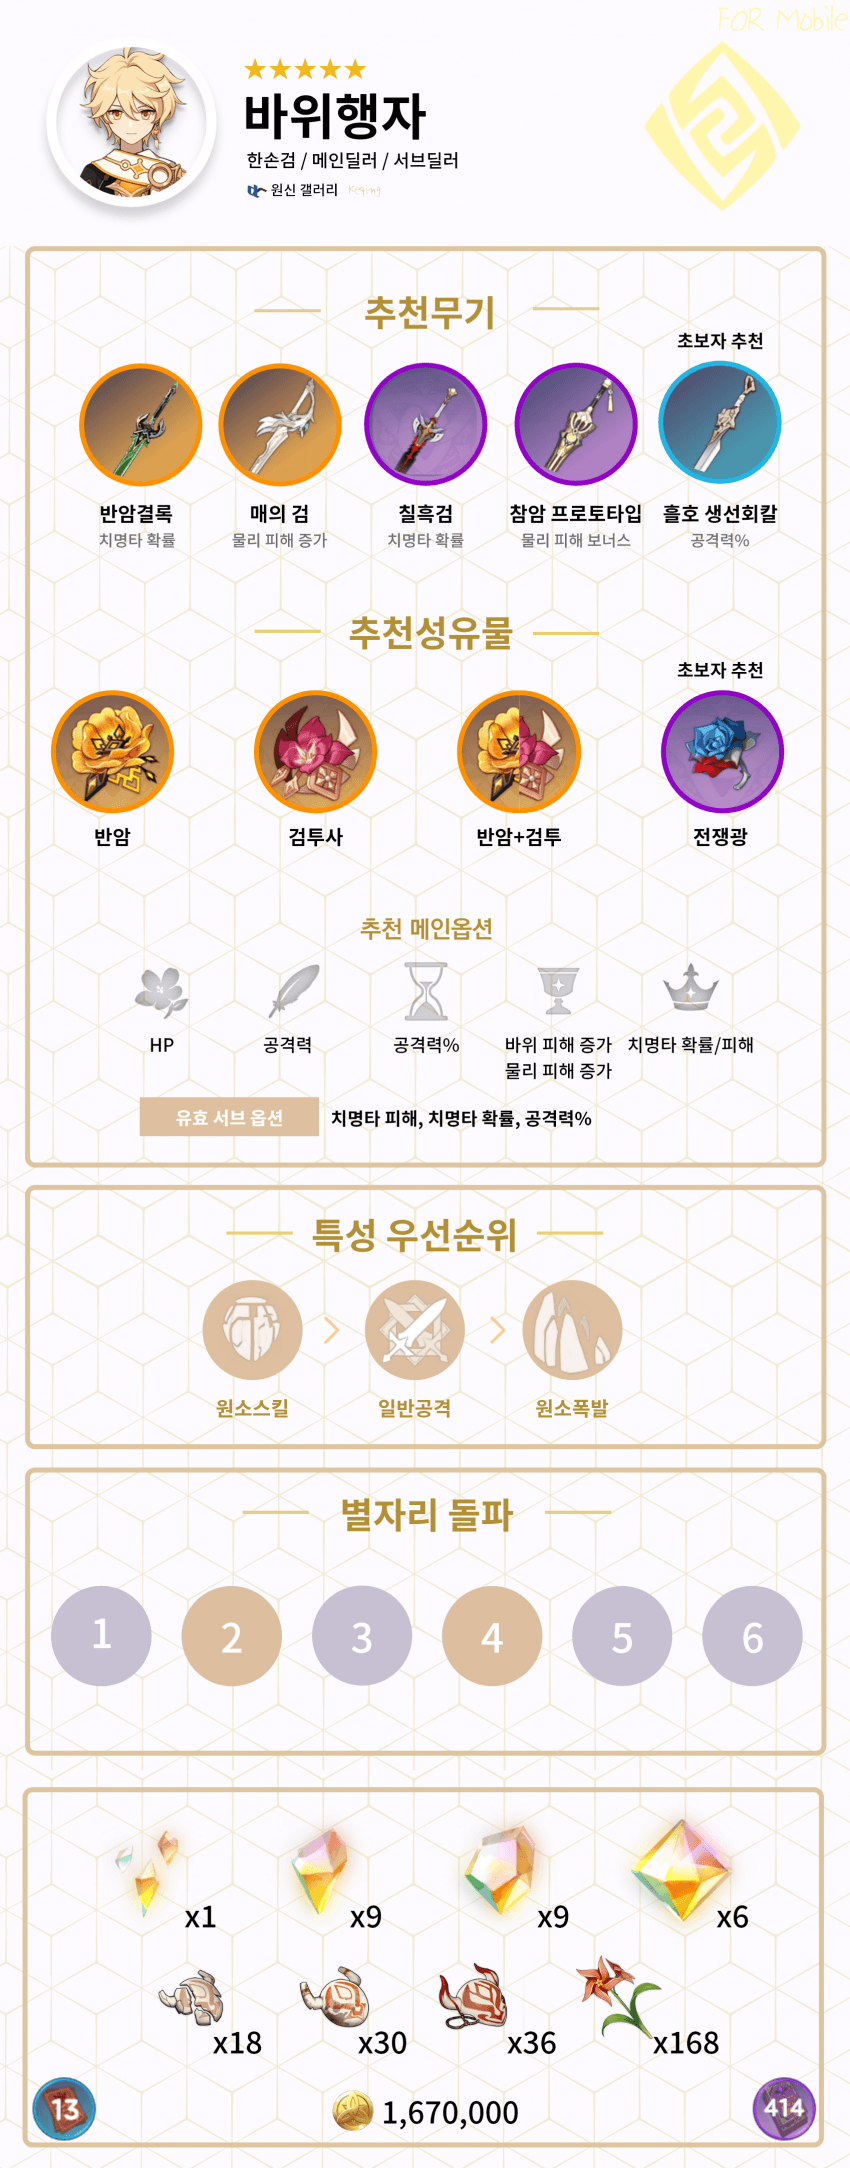 FOR Mobile
바위행자
한손검 / 메인딜러 / 서브딜러
원신 갤러리 Keqing
추천무기
초보자 추천
반암결록 매의 검 칠흑검 참암 프로토타입 흘호 생선회칼
치명타 확률 물리 피해 증가 치명타 확률 물리 피해 보너스 공격력%
추천성유물
초보자 추천
반암 검투사 반암+검투 전쟁광
추천 메인옵션
HP 공격력 공격력% 바위 피해 증가 치명타 확률/피해
물리 피해 증가
유효 서브 옵션 치명타 피해, 치명타 확률, 공격력%
특성 우선순위
원소스킬 일반공격 원소폭발
별자리 돌파
1 2 3 4 5 6
x1 x9 x9 x6
x18 x30 x36 x168
13 1,670,000 414